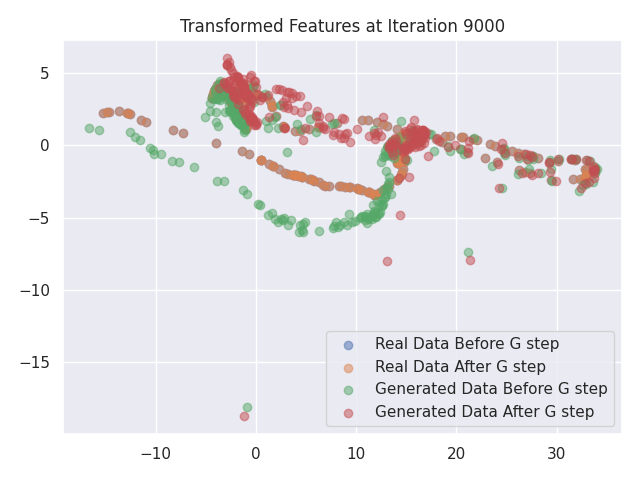 Transformed Features at Iteration 9000
5
0
−5
−10
−15
−10
0
10
20
30
Real Data Before G step
Real Data After G step
Generated Data Before G step
Generated Data After G step